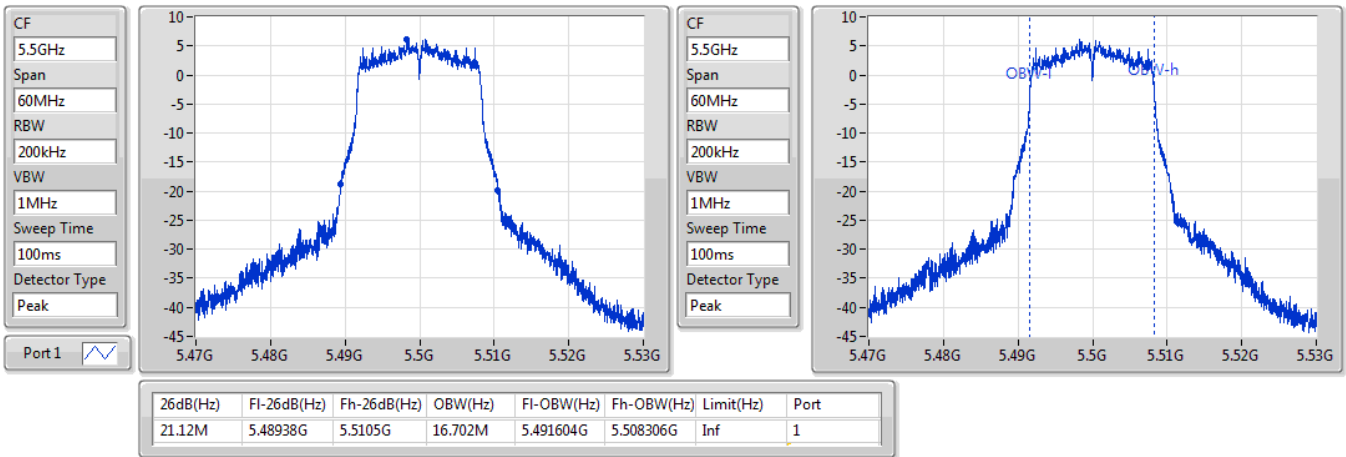 CF
5.5GHz
Span
60MHz
RBW
200kHz
VBW
1MHz
Sweep Time
100ms
Detector Type
Peak
Port 1
10
5
0
-5
-10
-15
-20
-25
-30
-35
-40
-45
5.47G 5.48G 5.49G 5.5G 5.51G 5.52G 5.53G
CF
5.5GHz
Span
60MHz
RBW
200kHz
VBW
1MHz
Sweep Time
100ms
Detector Type
Peak
10
5
0
-5
-10
-15
-20
-25
-30
-35
-40
-45
OBW-l OBW-h
5.47G 5.48G 5.49G 5.5G 5.51G 5.52G 5.53G
26dB(Hz) Fl-26dB(Hz) Fh-26dB(Hz) OBW(Hz) Fl-OBW(Hz) Fh-OBW(Hz) Limit(Hz) Port
21.12M 5.48938G 5.5105G 16.702M 5.491604G 5.508306G Inf 1